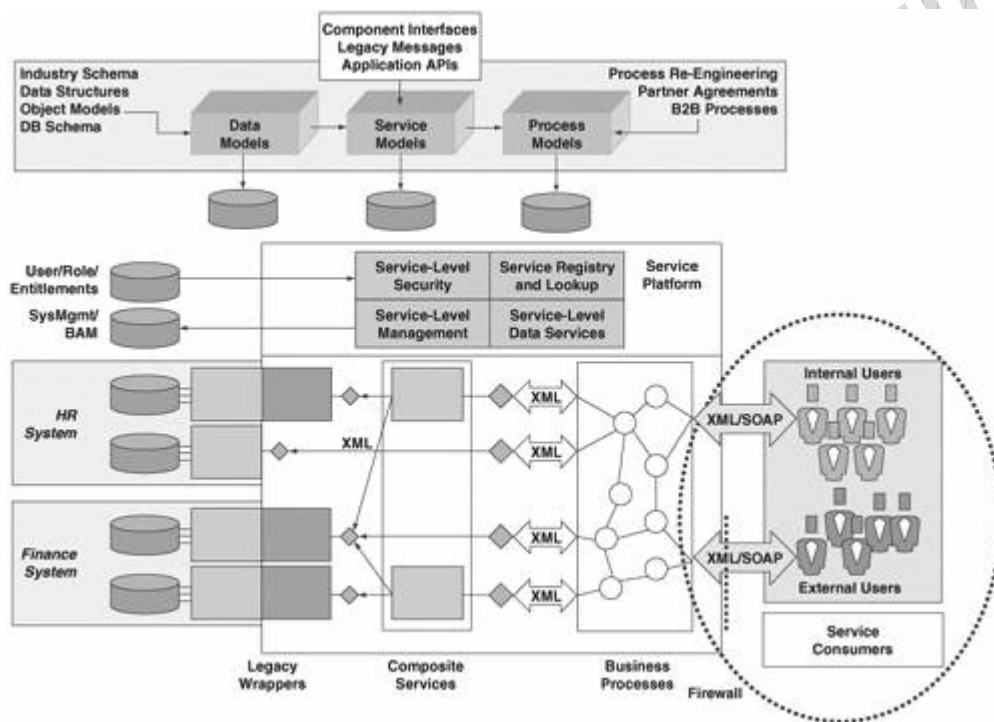 Component Interfaces
Legacy Messages
Application APIs
Industry Schema
Data Structures
Object Models
DB Schema
Process Re-Engineering
Partner Agreements
B2B Processes
Data
Models
Service
Models
Process
Models
User/Role/
Entitlements
SysMgmt/
BAM
Service-Level
Security
Service Registry
and Lookup
Service-Level
Management
Service-Level
Data Services
Service
Platform
HR
System
Finance
System
XML
XML
XML
XML
XML
XML/SOAP
XML/SOAP
Internal Users
External Users
Service
Consumers
Legacy
Wrappers
Composite
Services
Business
Processes
Firewall